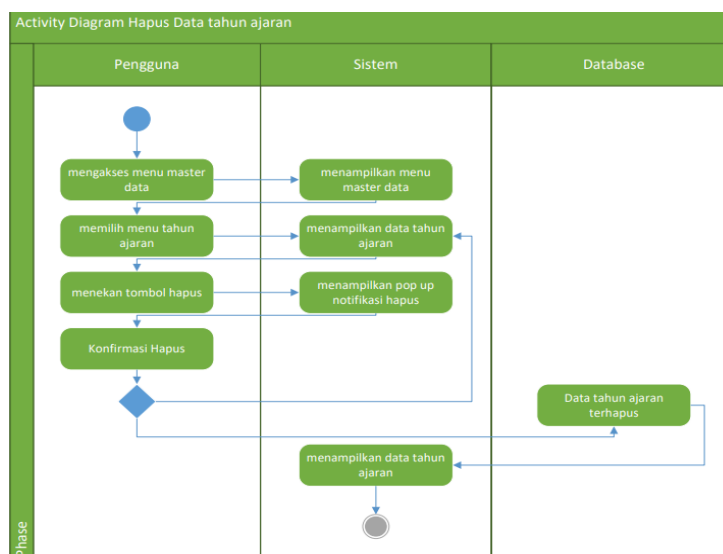 Activity Diagram Hapus Data tahun ajaran
Pengguna
Sistem
Database
mengakses menu master
data
menampilkan menu
master data
memilih menu tahun
ajaran
menampilkan data tahun
ajaran
menekan tombol hapus
menampilkan pop up
notifikasi hapus
Konfirmasi Hapus
Data tahun ajaran
terhapus
menampilkan data tahun
ajaran
Phase